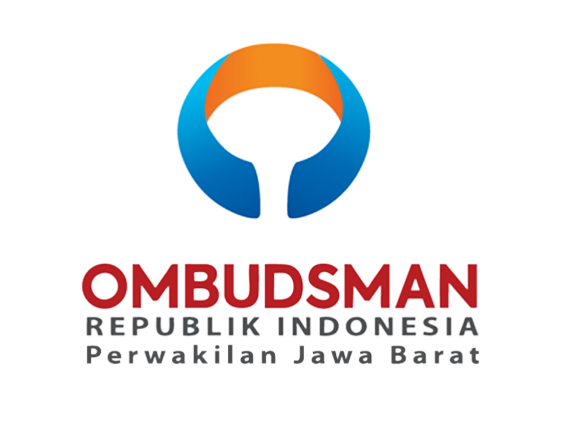 OMBUDSMAN
REPUBLIK INDONESIA
Perwakilan Jawa Barat